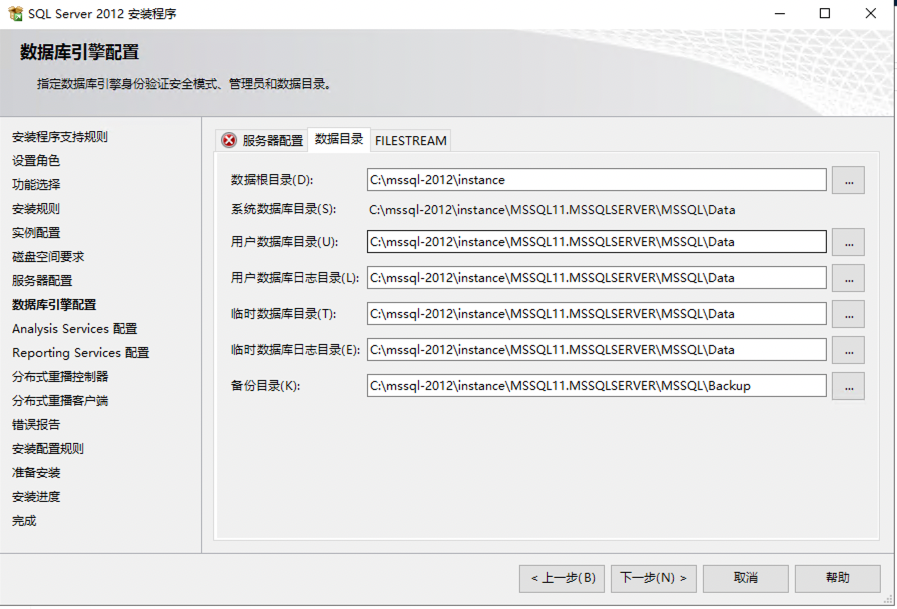 SQL Server 2012 安装程序
数据库引擎配置
指定数据库引擎身份验证安全模式、管理员和数据目录。
安装程序支持规则
设置角色
功能选择
安装规则
实例配置
磁盘空间要求
服务器配置
数据库引擎配置
Analysis Services 配置
Reporting Services 配置
分布式重播控制器
分布式重播客户端
错误报告
安装配置规则
准备安装
安装进度
完成
服务器配置 数据目录 FILESTREAM
数据根目录(D): C:\mssql-2012\instance ...
系统数据库目录(S): C:\mssql-2012\instance\MSSQL11.MSSQLSERVER\MSSQL\Data
用户数据库目录(U): C:\mssql-2012\instance\MSSQL11.MSSQLSERVER\MSSQL\Data ...
用户数据库日志目录(L): C:\mssql-2012\instance\MSSQL11.MSSQLSERVER\MSSQL\Data ...
临时数据库目录(T): C:\mssql-2012\instance\MSSQL11.MSSQLSERVER\MSSQL\Data ...
临时数据库日志目录(E): C:\mssql-2012\instance\MSSQL11.MSSQLSERVER\MSSQL\Data ...
备份目录(K): C:\mssql-2012\instance\MSSQL11.MSSQLSERVER\MSSQL\Backup ...
< 上一步(B) 下一步(N) > 取消 帮助